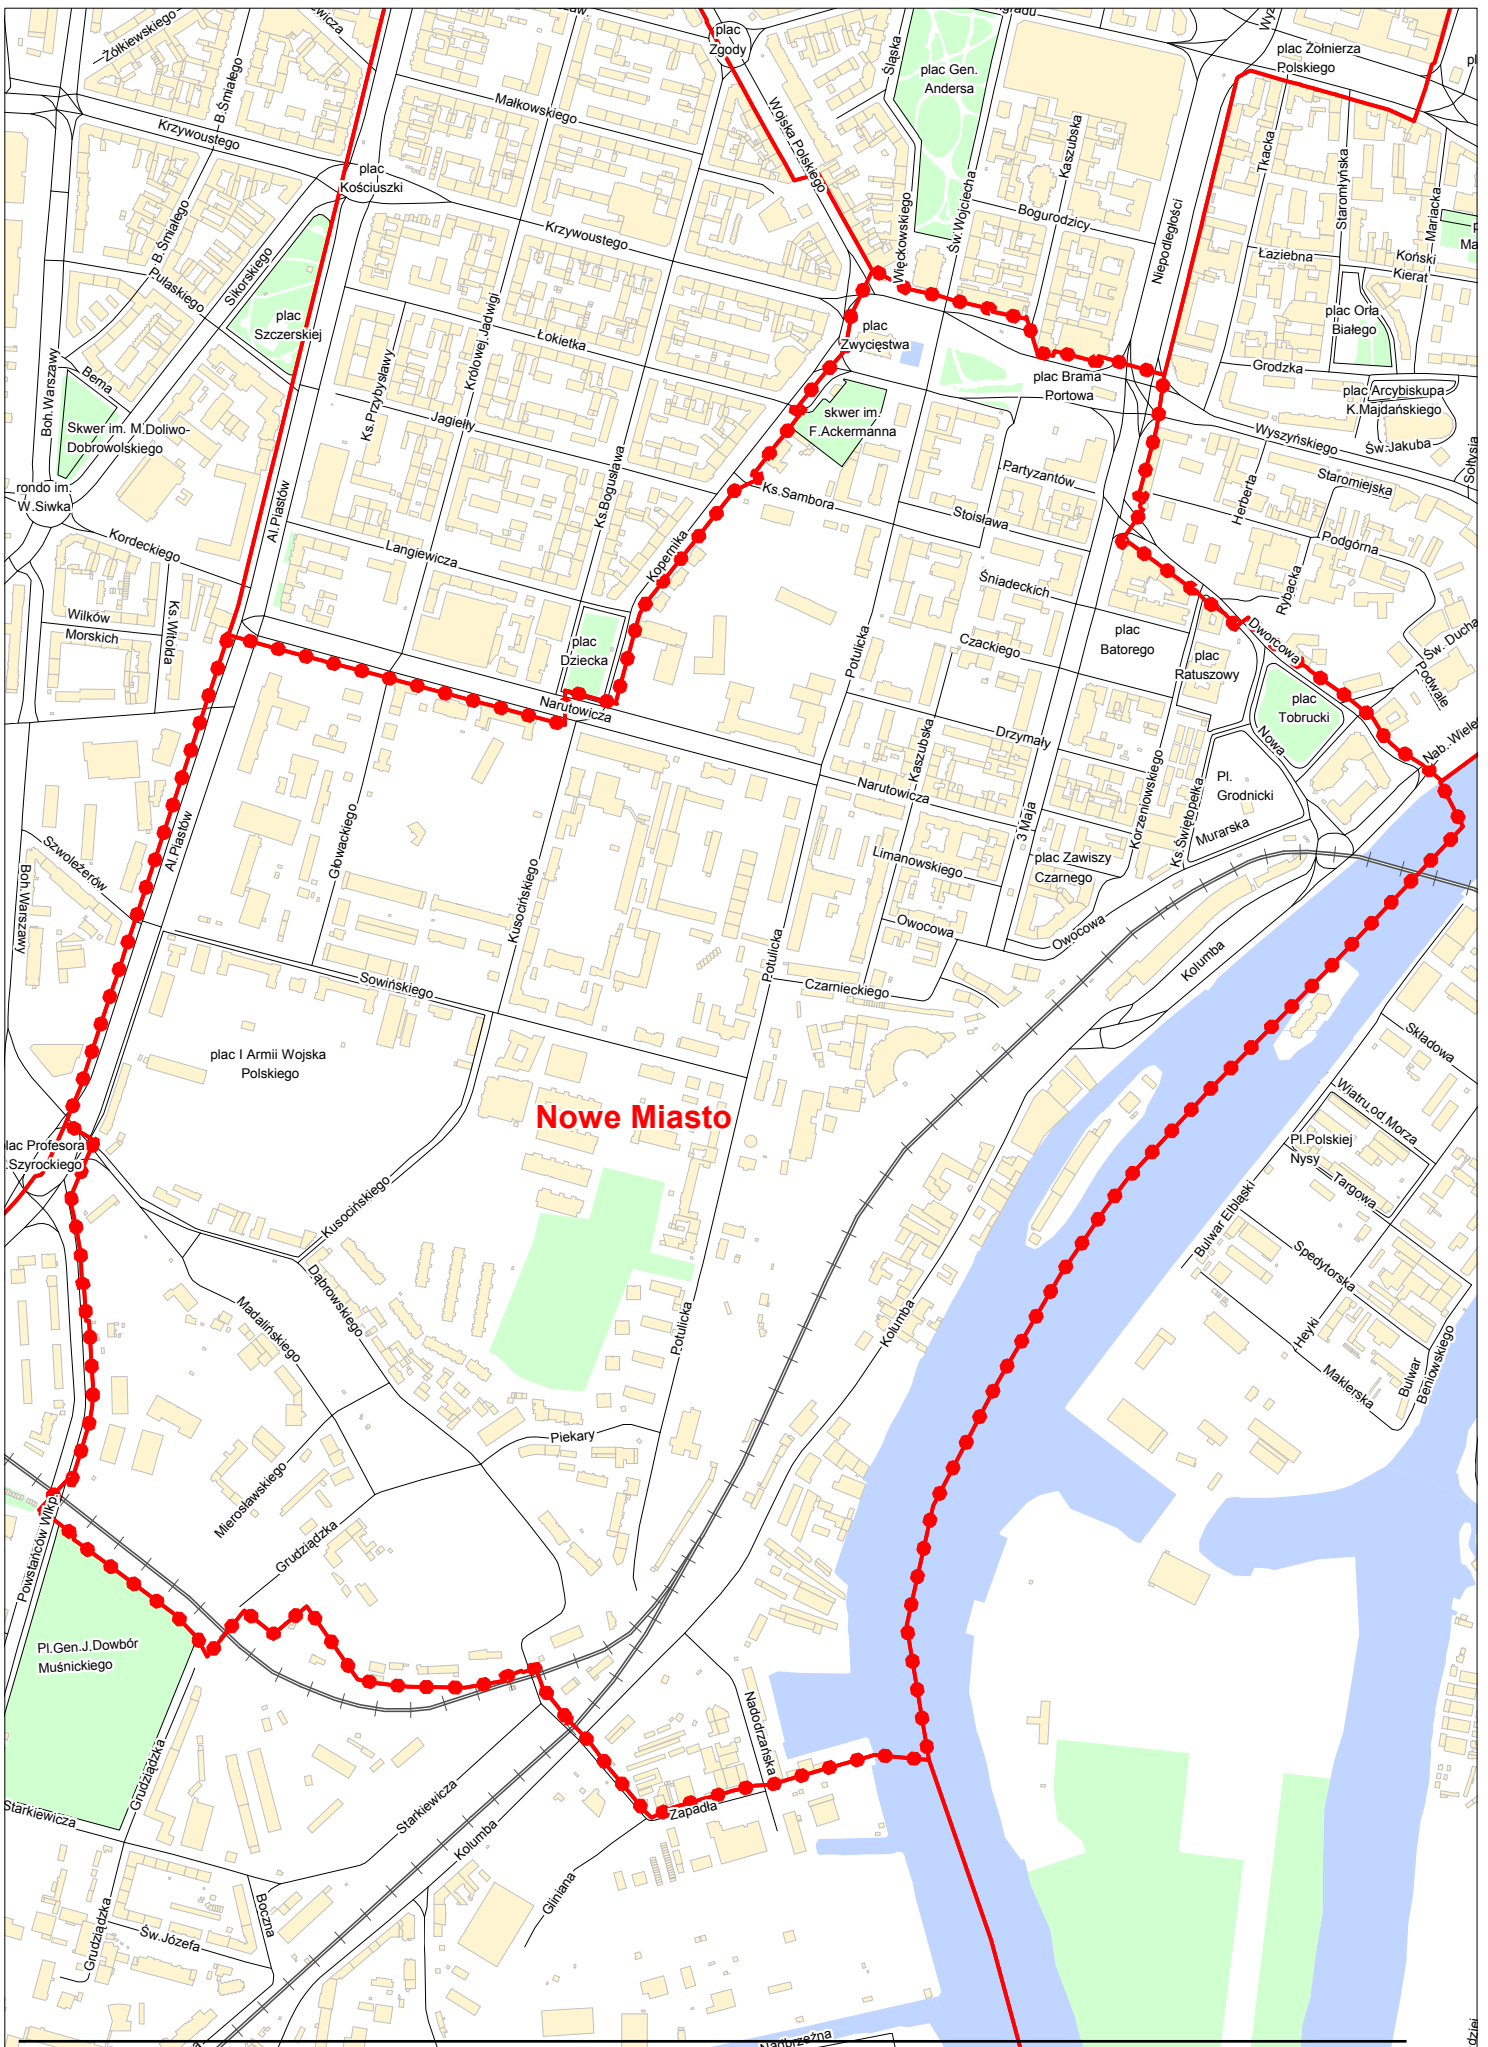 Żółkiewskiego
B.Śmiałego
plac
Zgody
Śląska
plac Gen.
Andersa
plac Żołnierza
Polskiego
Małkowskiego
Wojska Polskiego
Kaszubska
Tkacka
Staromłyńska
Mariacka
Krzywoustego
plac
Kościuszki
Krzywoustego
Więckowskiego
Św.Wojciecha
Bogurodzicy
Niepodległości
Łaziebna
Koński
Kierat
B.Śmiałego
Pułaskiego
Sikorskiego
plac
Szczerskiej
Ks.Przybysławy
Królowej Jadwigi
Łokietka
plac
Zwycięstwa
plac Orła
Białego
Grodzka
Boh.Warszawy
Bema
Skwer im. M.Doliwo-
Dobrowolskiego
Jagiełły
Ks.Bogusława
skwer im.
F.Ackermanna
plac Brama
Portowa
plac Arcybiskupa
K.Majdańskiego
Św.Jakuba
Wyszyńskiego
Sołtysia
rondo im.
W.Siwka
Al.Piastów
Kordeckiego
Langiewicza
Kopernika
Ks.Sambora
Partyzantów
Stoisława
Herberta
Staromiejska
Podgórna
Śniadeckich
Rybacka
Wilków
Morskich
Ks.Witolda
plac
Dziecka
Narutowicza
Potulicka
Czackiego
plac
Batorego
plac
Ratuszowy
Dworcowa
plac
Tobrucki
Św. Ducha
Podwale
Kaszubska
Drzymały
Nowa
Szwoleżerów
Al.Piastów
Głowackiego
Kusocińskiego
Narutowicza
Limanowskiego
3 Maja
Korzeniowskiego
Ks.Świętopełka
Pl.
Grodnicki
Murarska
plac Zawiszy
Czarnego
Boh.Warszawy
Owocowa
Owocowa
Kolumba
Sowińskiego
Potulicka
Czarnieckiego
plac I Armii Wojska
Polskiego
Nowe Miasto
Składowa
Wiatru od Morza
Pl.Polskiej
Nysy
Targowa
Kusocińskiego
Bulwar Elbląski
Spedytorska
Madalińskiego
Dąbrowskiego
Potulicka
Kolumba
Heyki
Maklerska
Bulwar
Beniowskiego
Piekary
Mierosławskiego
Grudziądzka
Powstańców Wlkp.
Pl.Gen.J.Dowbór
Muśnickiego
Nadodrzańska
Grudziądzka
Starkiewicza
Starkiewicza
Kolumba
Zapadła
Gliniana
Boczna
Św.Józefa
Grudziądzka